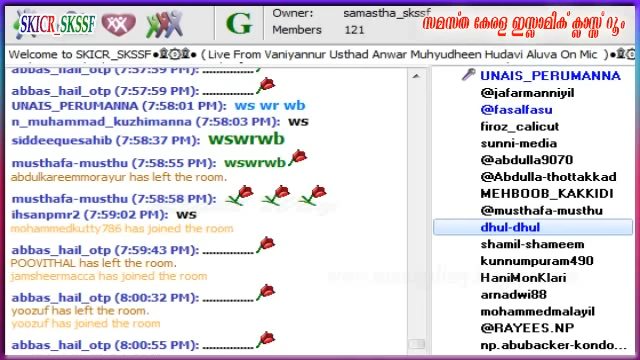 SKICR_SKSSF
Owner: samastha_skssf
Members 121
സമസ്ത കേരള ഇസ്ലാമിക് ക്ലാസ്സ് റൂം
Welcome to SKICR_SKSSF ( Live From Vaniyannur Usthad Anwar Muhyudheen Hudavi Aluva On Mic )
abbas_hail_otp (7:57:59 PM): ...............
abbas_hail_otp (7:57:59 PM): ...............
UNAIS_PERUMANNA (7:58:01 PM): ws wr wb
n_muhammad_kuzhimanna (7:58:03 PM): ws
siddeequesahib (7:58:37 PM): wswrwb
musthafa-musthu (7:58:55 PM): wswrwb
abdulkareemmorayur has left the room.
musthafa-musthu (7:58:58 PM):
ihsanpmr2 (7:59:02 PM): ws
mohammedkutty786 has joined the room
abbas_hail_otp (7:59:43 PM): ...............
POOVITHAL has left the room.
jamsheermacca has joined the room
abbas_hail_otp (8:00:32 PM): ...............
yoozuf has left the room.
yoozuf has joined the room
abbas_hail_otp (8:00:55 PM): ...............
UNAIS_PERUMANNA
@jafarmanniyil
@fasalfasu
firoz_calicut
sunni-media
@abdulla9070
@Abdulla-thottakkad
MEHBOOB_KAKKIDI
@musthafa-musthu
dhul-dhul
shamil-shameem
kunnumpuram490
HaniMonKlari
arnadwi88
mohammedmalayil
@RAYEES.NP
np.abubacker-kondo..